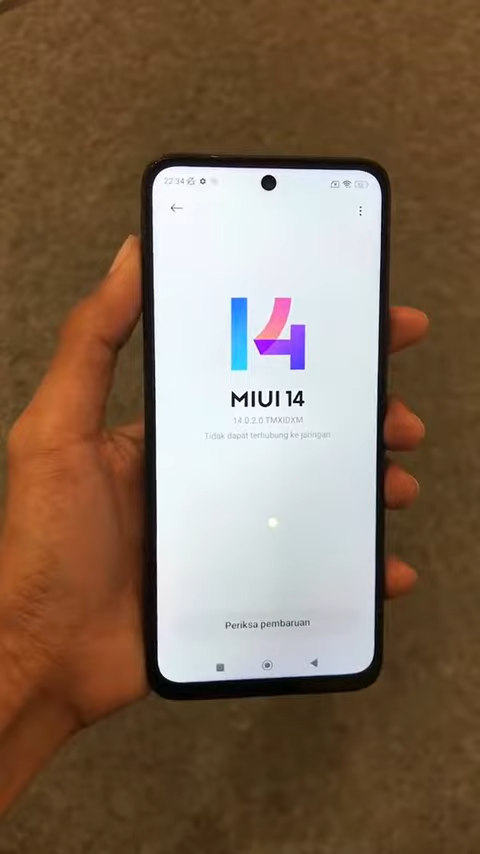 22:34
14
MIUI 14
14.0.2.0.TMXIDXM
Tidak dapat terhubung ke jaringan
Periksa pembaruan